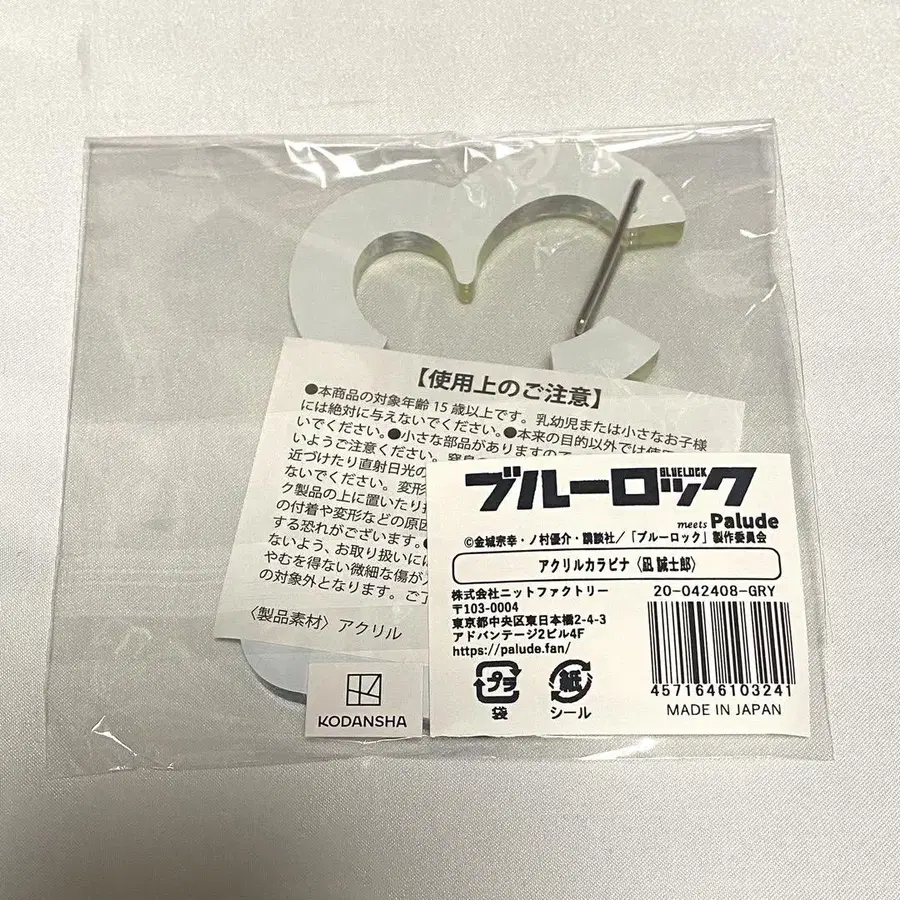 【使用上のご注意】
●本商品の対象年齢15歳以上です。乳幼児または小さなお子様
には絶対に与えないでください。●本来の目的以外では使用
いでください。●小さな部品がありますので
いようご注意ください。
近づけたり直射日光の
ないでください。変形
ク製品の上に置いたり
の付着や変形などの原因
する恐れがございます。
ないよう、お取り扱いには
やむを得ない微細な傷が
の対象外となります。ご了
〈製品素材〉アクリル
KODANSHA
ブルーロック
BLUELOCK
meets Palude
©金城宗幸・ノ村優介・講談社/「ブルーロック」製作委員会
アクリルカラビナ〈凪 誠士郎〉
株式会社ニットファクトリー
〒103-0004
東京都中央区東日本橋2-4-3
アドバンテージ2ビル4F
https://palude.fan/
プラ
袋
紙
シール
20-042408-GRY
4571646103241
MADE IN JAPAN